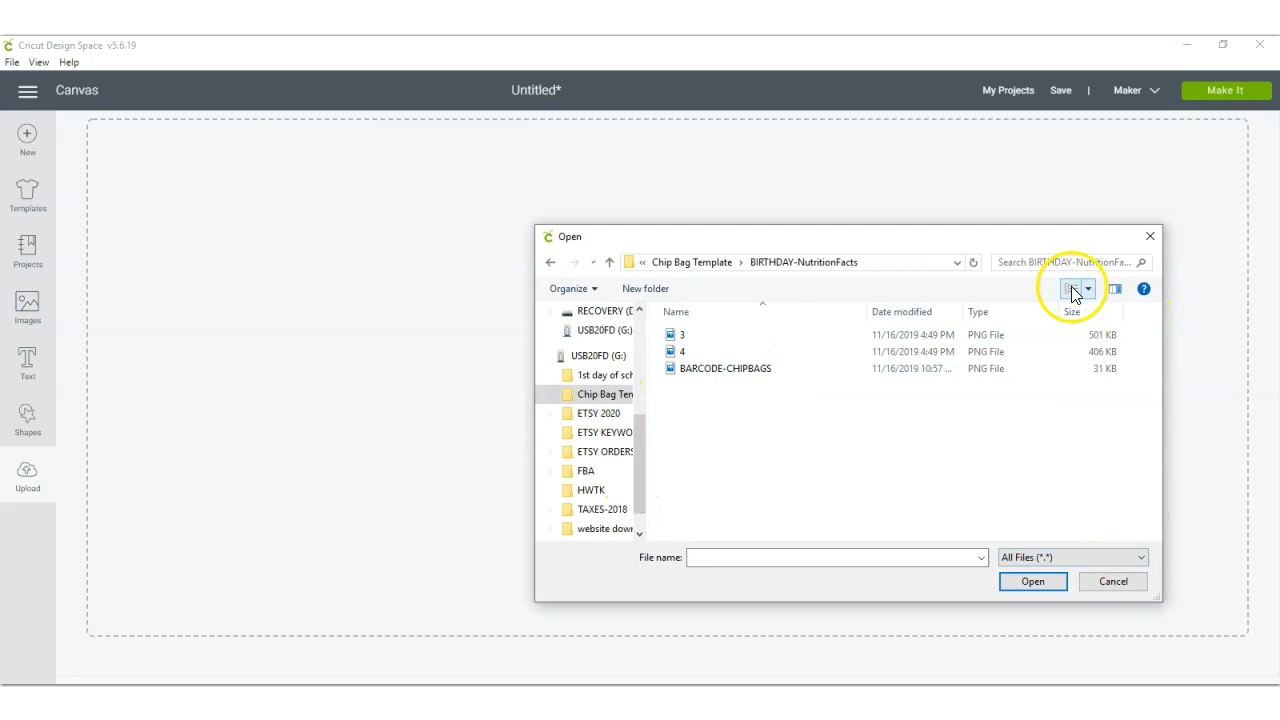 Cricut Design Space v5.6.19
File View Help
Canvas Untitled* My Projects Save | Maker Make It
New
Templates
Projects
Images
Text
Shapes
Upload
Open
« Chip Bag Template › BIRTHDAY-NutritionFacts Search BIRTHDAY-NutritionFa...
Organize New folder
Name Date modified Type Size
RECOVERY (
USB20FD (G:)
USB20FD (G:)
1st day of sch
Chip Bag Tem
ETSY 2020
ETSY KEYWO
ETSY ORDERS
FBA
HWTK
TAXES-2018
website down
3 11/16/2019 4:49 PM PNG File 501 KB
4 11/16/2019 4:49 PM PNG File 406 KB
BARCODE-CHIPBAGS 11/16/2019 10:57 ... PNG File 31 KB
File name: All Files (*.*)
Open Cancel